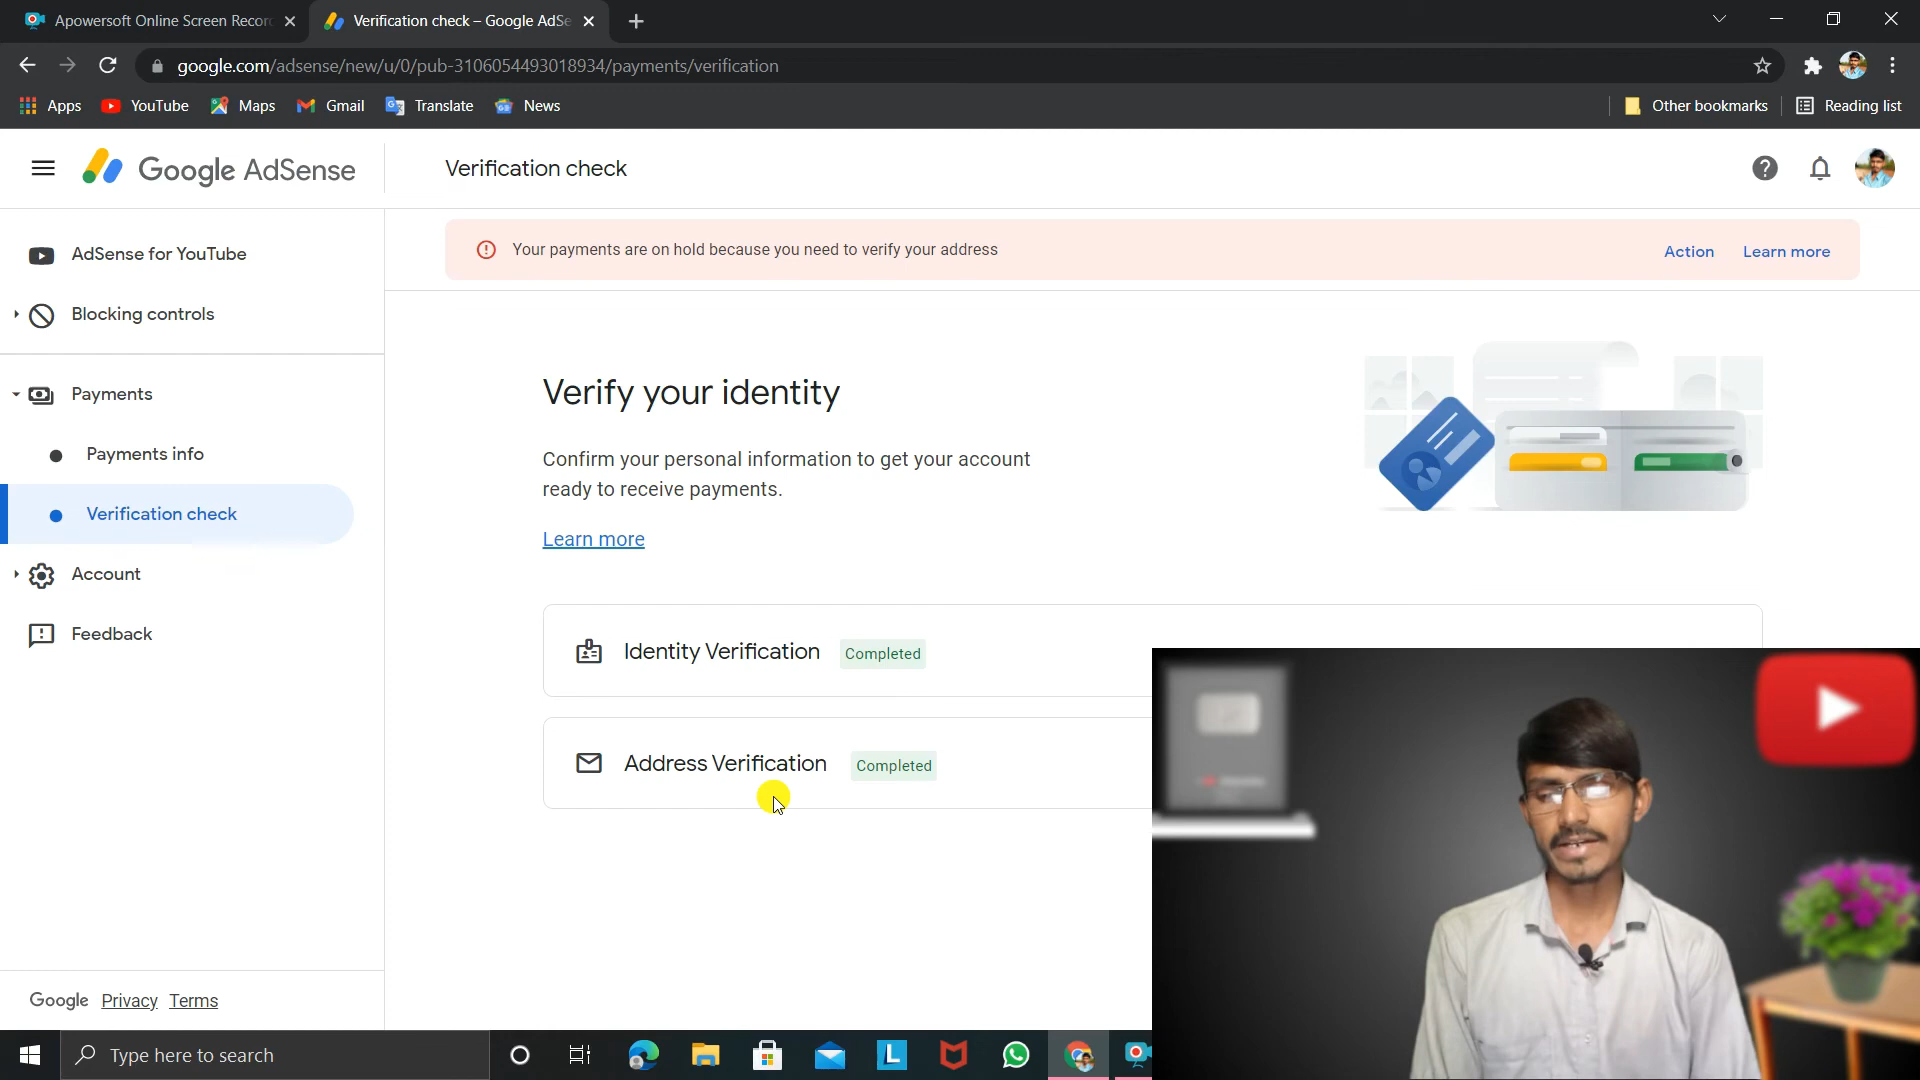 Apowersoft Online Screen Recor
Verification check – Google AdSe
google.com/adsense/new/u/0/pub-3106054493018934/payments/verification
Apps
YouTube
Maps
Gmail
Translate
News
Other bookmarks
Reading list
Google AdSense
Verification check
AdSense for YouTube
Blocking controls
Payments
Payments info
Verification check
Account
Feedback
Google Privacy Terms
Your payments are on hold because you need to verify your address
Action
Learn more
Verify your identity
Confirm your personal information to get your account
ready to receive payments.
Learn more
Identity Verification Completed
Address Verification Completed
Type here to search